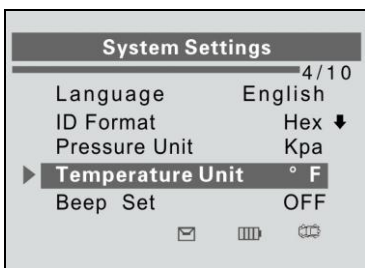 System Settings
4/10
Language English
ID Format Hex
Pressure Unit Kpa
Temperature Unit ° F
Beep Set OFF